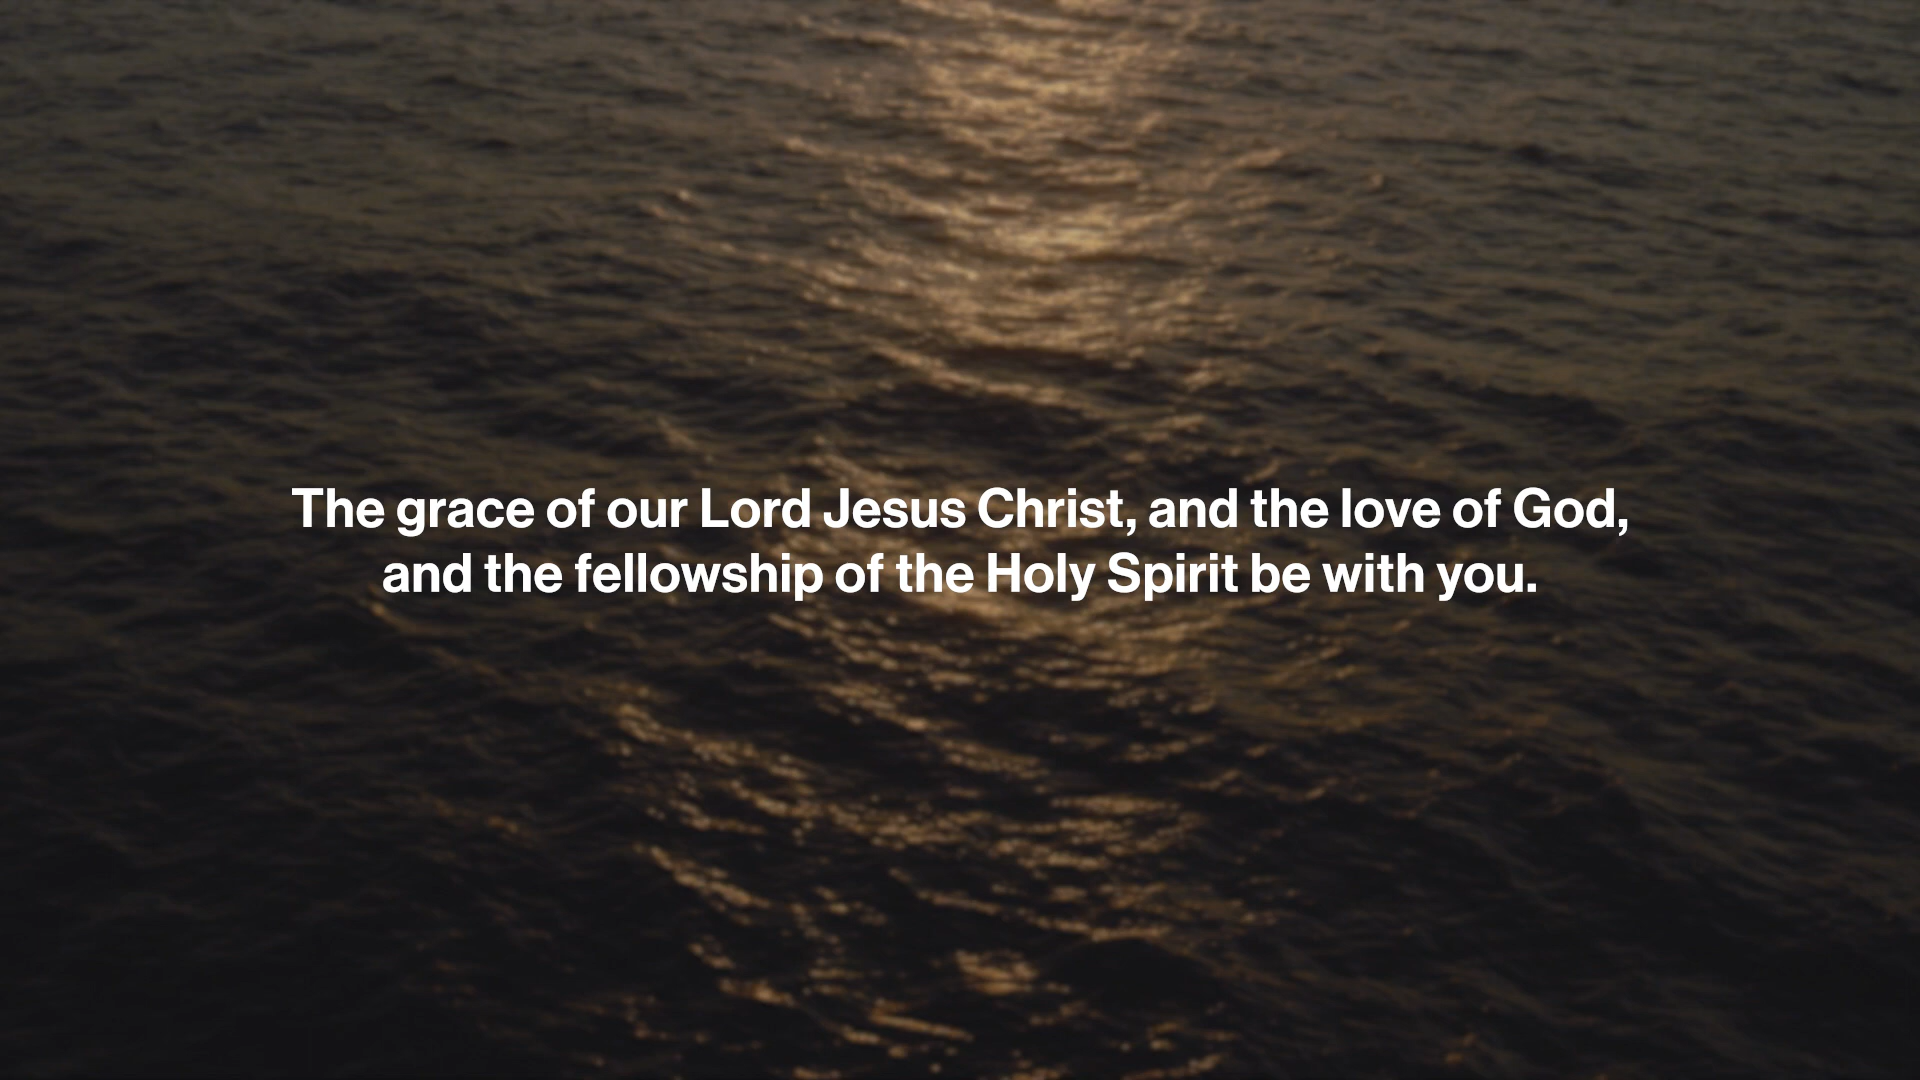 The grace of our Lord Jesus Christ, and the love of God,
and the fellowship of the Holy Spirit be with you.